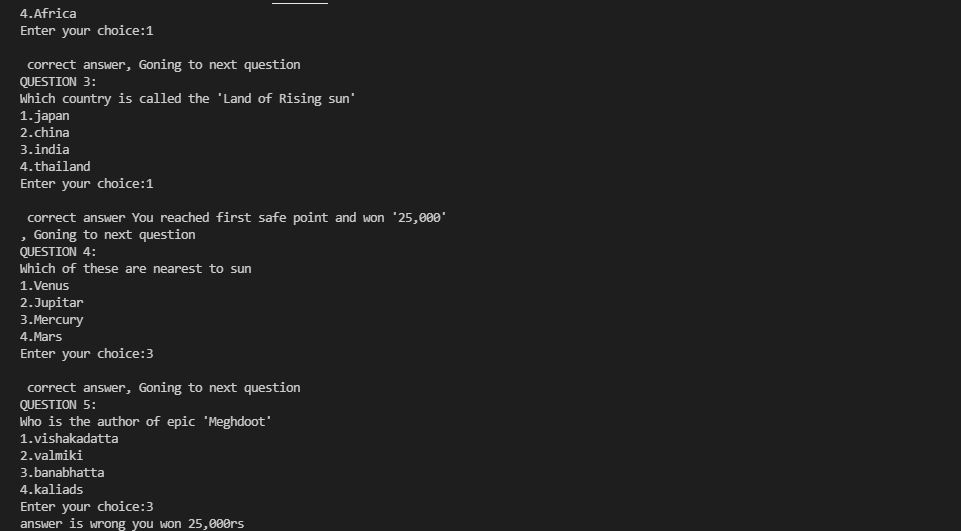 4.Africa
Enter your choice:1
correct answer, Goning to next question
QUESTION 3:
Which country is called the 'Land of Rising sun'
1.japan
2.china
3.india
4.thailand
Enter your choice:1
correct answer You reached first safe point and won '25,000'
, Goning to next question
QUESTION 4:
Which of these are nearest to sun
1.Venus
2.Jupitar
3.Mercury
4.Mars
Enter your choice:3
correct answer, Goning to next question
QUESTION 5:
Who is the author of epic 'Meghdoot'
1.vishakadatta
2.valmiki
3.banabhatta
4.kaliads
Enter your choice:3
answer is wrong you won 25,000rs